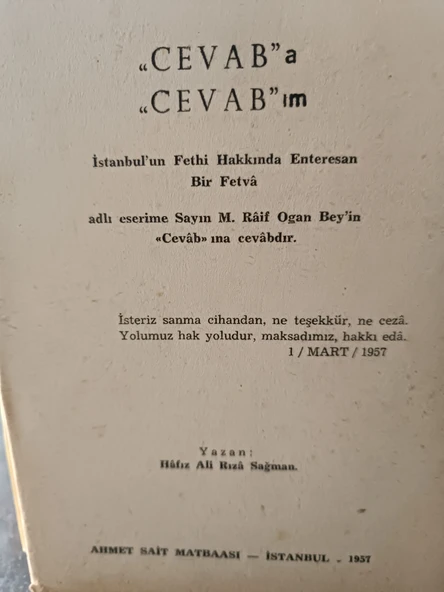 „CEVAB”a
„CEVAB”ım
İstanbul'un Fethi Hakkında Enteresan
Bir Fetvâ
adlı eserime Sayın M. Râif Ogan Bey'in
«Cevâb» ına cevâbdır.
İsteriz sanma cihandan, ne teşekkür, ne cezâ.
Yolumuz hak yoludur, maksadımız, hakkı edâ.
1 / MART / 1957
Yazan:
Hâfız Ali Rızâ Sağman.
AHMET SAİT MATBAASI — İSTANBUL . 1957